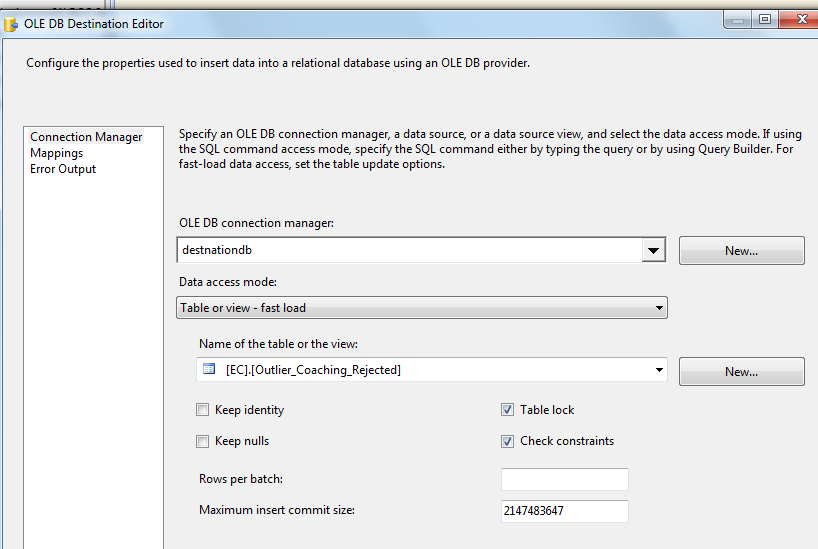 OLE DB Destination Editor
Configure the properties used to insert data into a relational database using an OLE DB provider.
Connection Manager
Mappings
Error Output
Specify an OLE DB connection manager, a data source, or a data source view, and select the data access mode. If using
the SQL command access mode, specify the SQL command either by typing the query or by using Query Builder. For
fast-load data access, set the table update options.
OLE DB connection manager:
destnationdb
New...
Data access mode:
Table or view - fast load
Name of the table or the view:
[EC].[Outlier_Coaching_Rejected]
New...
Keep identity
Table lock
Keep nulls
Check constraints
Rows per batch:
Maximum insert commit size:
2147483647